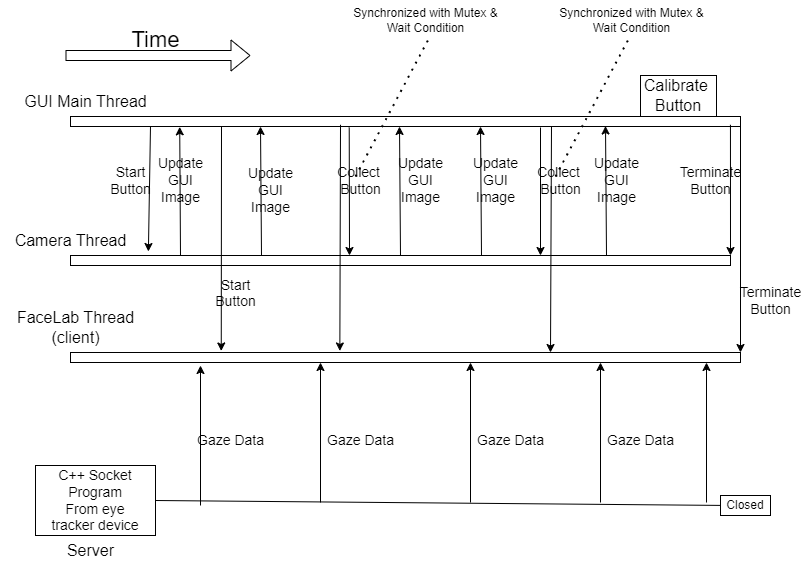 Synchronized with Mutex &
Wait Condition
Synchronized with Mutex &
Wait Condition
Time
Calibrate
Button
GUI Main Thread
Start
Button
Update
GUI
Image
Update
GUI
Image
Collect
Button
Update
GUI
Image
Update
GUI
Image
Collect
Button
Update
GUI
Image
Terminate
Button
Camera Thread
Start
Button
Terminate
Button
FaceLab Thread
(client)
Gaze Data
Gaze Data
Gaze Data
Gaze Data
C++ Socket
Program
From eye
tracker device
Closed
Server